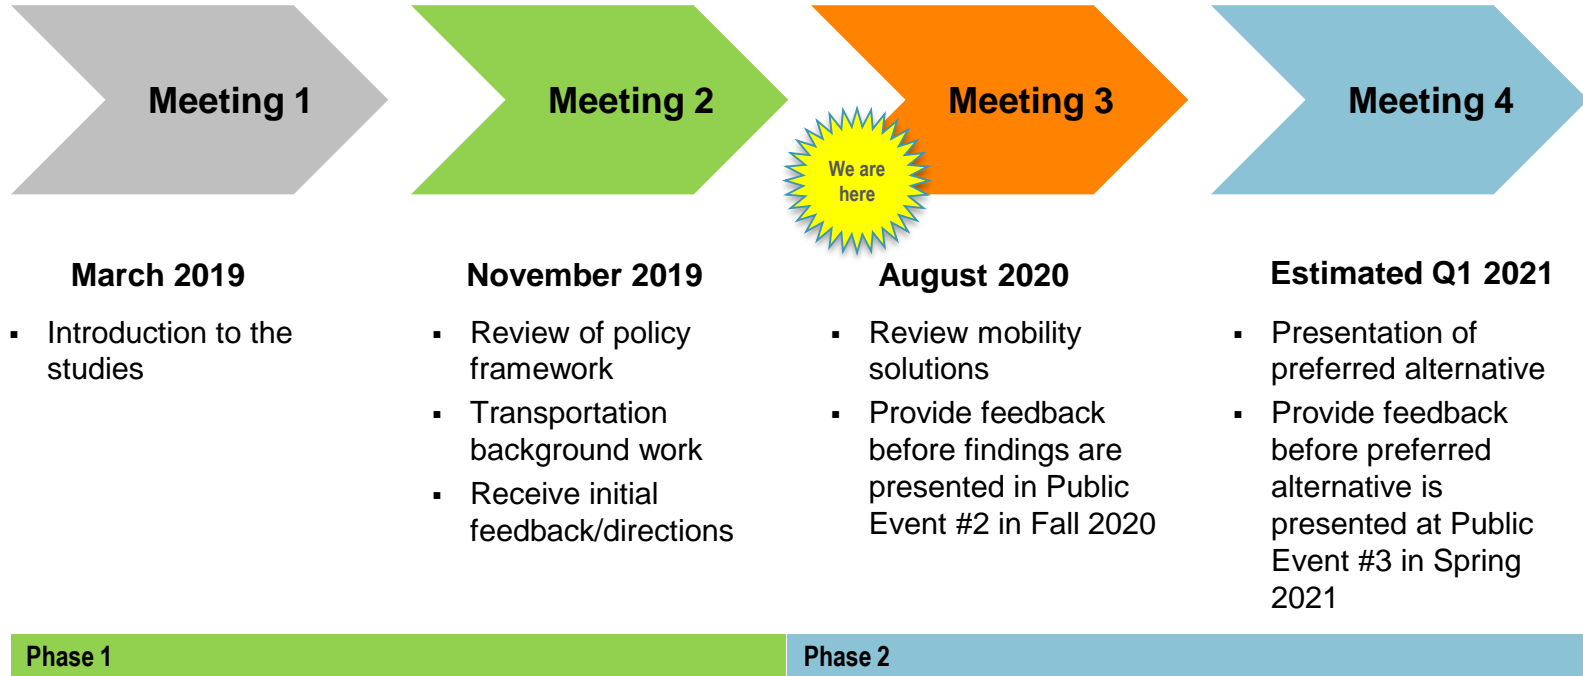 Meeting 1
Meeting 2
Meeting 3
Meeting 4
We are
here
March 2019
▪ Introduction to the
studies
November 2019
▪ Review of policy
framework
▪ Transportation
background work
▪ Receive initial
feedback/directions
August 2020
▪ Review mobility
solutions
▪ Provide feedback
before findings are
presented in Public
Event #2 in Fall 2020
Estimated Q1 2021
▪ Presentation of
preferred alternative
▪ Provide feedback
before preferred
alternative is
presented at Public
Event #3 in Spring
2021
Phase 1
Phase 2